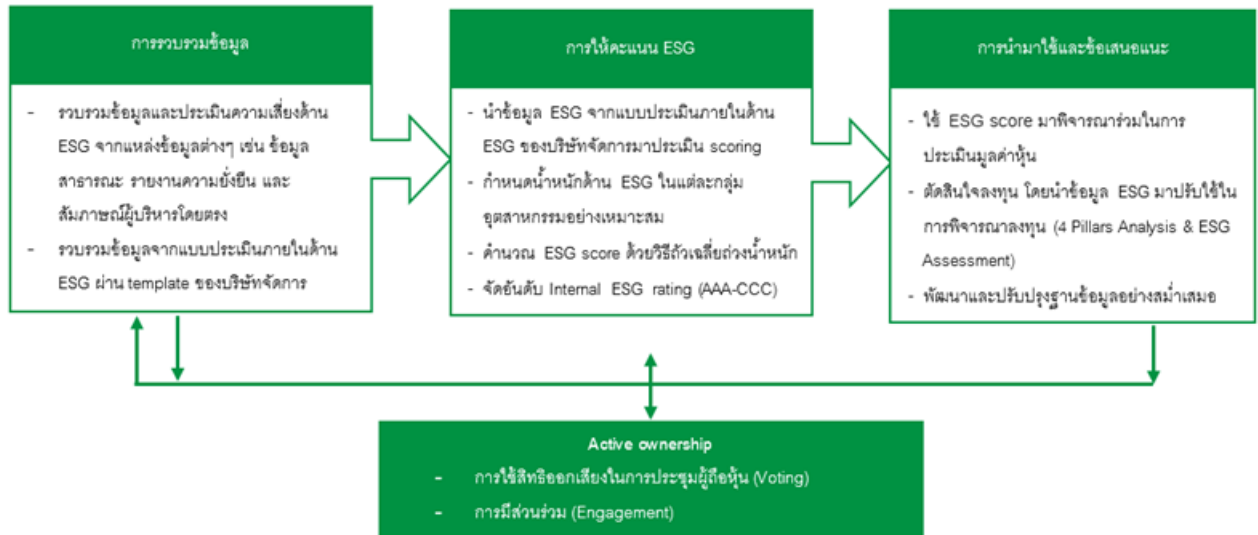 การรวบรวมข้อมูล
- รวบรวมข้อมูลและประเมินความเสี่ยงด้าน
ESG จากแหล่งข้อมูลต่างๆ เช่น ข้อมูล
สาธารณะ รายงานความยั่งยืน และ
สัมภาษณ์ผู้บริหารโดยตรง
- รวบรวมข้อมูลจากแบบประเมินภายในด้าน
ESG ผ่าน template ของบริษัทจัดการ
การให้คะแนน ESG
- นำข้อมูล ESG จากแบบประเมินภายในด้าน
ESG ของบริษัทจัดการมาประเมิน scoring
- กำหนดน้ำหนักด้าน ESG ในแต่ละกลุ่ม
อุตสาหกรรมอย่างเหมาะสม
- คำนวณ ESG score ด้วยวิธีถัวเฉลี่ยถ่วงน้ำหนัก
- จัดอันดับ Internal ESG rating (AAA-CCC)
การนำมาใช้และข้อเสนอแนะ
- ใช้ ESG score มาพิจารณาร่วมในการ
ประเมินมูลค่าหุ้น
- ตัดสินใจลงทุน โดยนำข้อมูล ESG มาปรับใช้ใน
การพิจารณาลงทุน (4 Pillars Analysis & ESG
Assessment)
- พัฒนาและปรับปรุงฐานข้อมูลอย่างสม่ำเสมอ
Active ownership
- การใช้สิทธิออกเสียงในการประชุมผู้ถือหุ้น (Voting)
- การมีส่วนร่วม (Engagement)